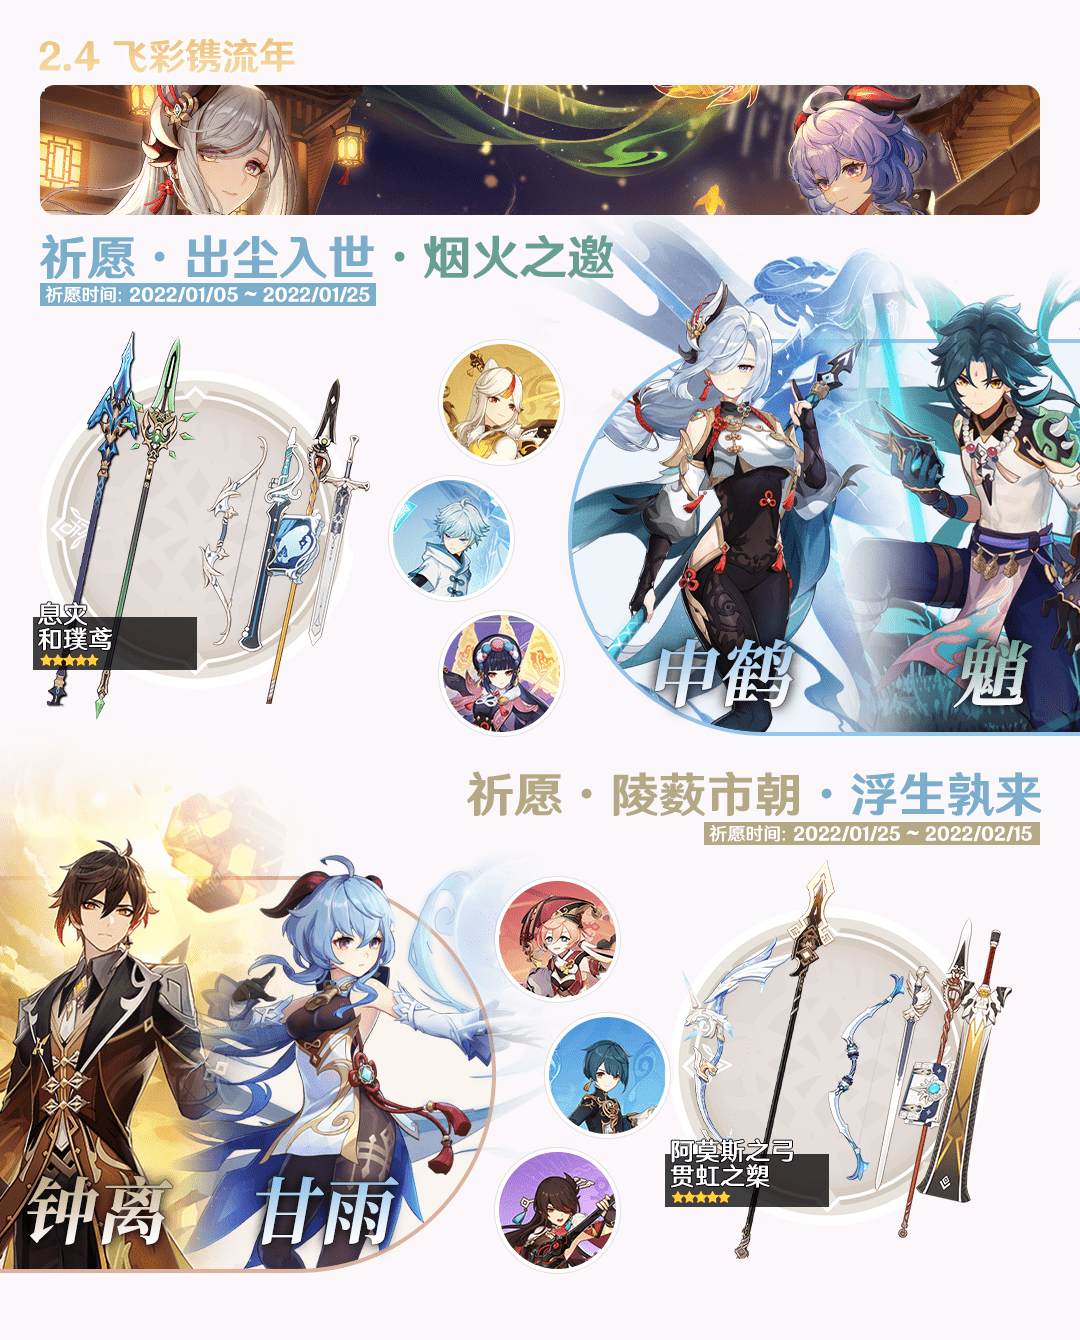 2.4 飞彩镌流年
祈愿·出尘入世·烟火之邀
祈愿时间: 2022/01/05 ~ 2022/01/25
息灾
和璞鸢
申鹤
魈
祈愿·陵薮市朝·浮生孰来
祈愿时间: 2022/01/25 ~ 2022/02/15
阿莫斯之弓
贯虹之槊
钟离
甘雨